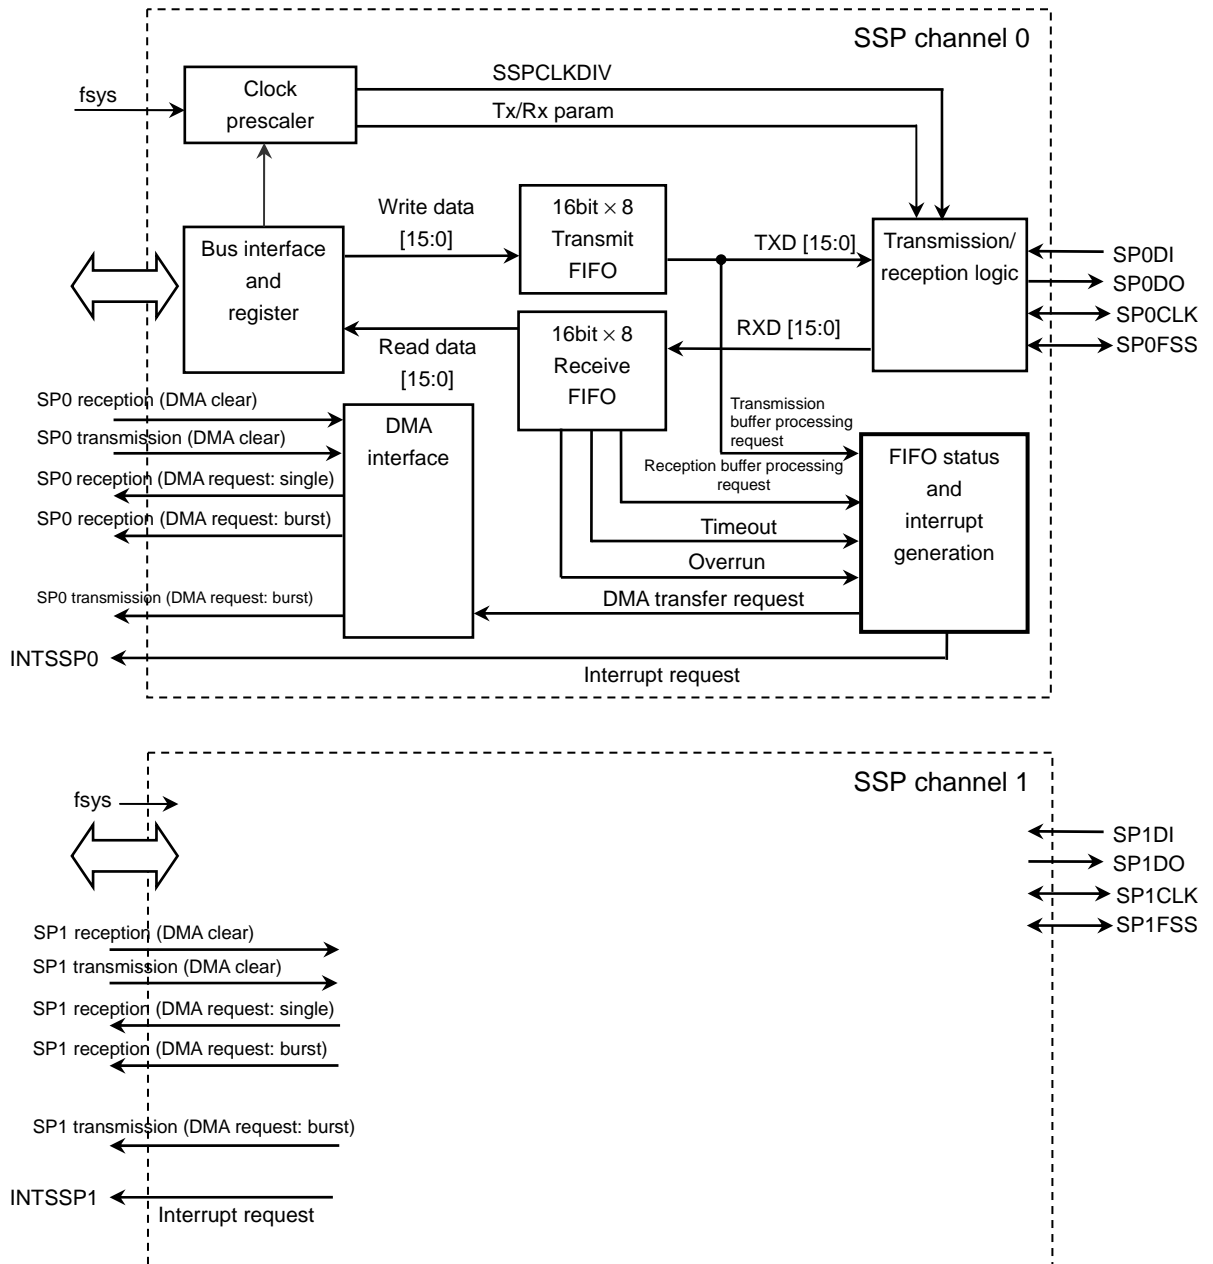 SSP channel 0
SSPCLKDIV
fsys
Clock
prescaler
Tx/Rx param
Write data
[15:0]
16bit × 8
Transmit
FIFO
TXD [15:0]
Transmission/
reception logic
Bus interface
and
register
SP0DI
SP0DO
SP0CLK
SP0FSS
Read data
[15:0]
16bit × 8
Receive
FIFO
RXD [15:0]
SP0 reception (DMA clear)
SP0 transmission (DMA clear)
SP0 reception (DMA request: single)
SP0 reception (DMA request: burst)
SP0 transmission (DMA request: burst)
DMA
interface
Transmission
buffer processing
request
Reception buffer processing
request
Timeout
Overrun
DMA transfer request
FIFO status
and
interrupt
generation
INTSSP0
Interrupt request
SSP channel 1
fsys
SP1DI
SP1DO
SP1CLK
SP1FSS
SP1 reception (DMA clear)
SP1 transmission (DMA clear)
SP1 reception (DMA request: single)
SP1 reception (DMA request: burst)
SP1 transmission (DMA request: burst)
INTSSP1
Interrupt request